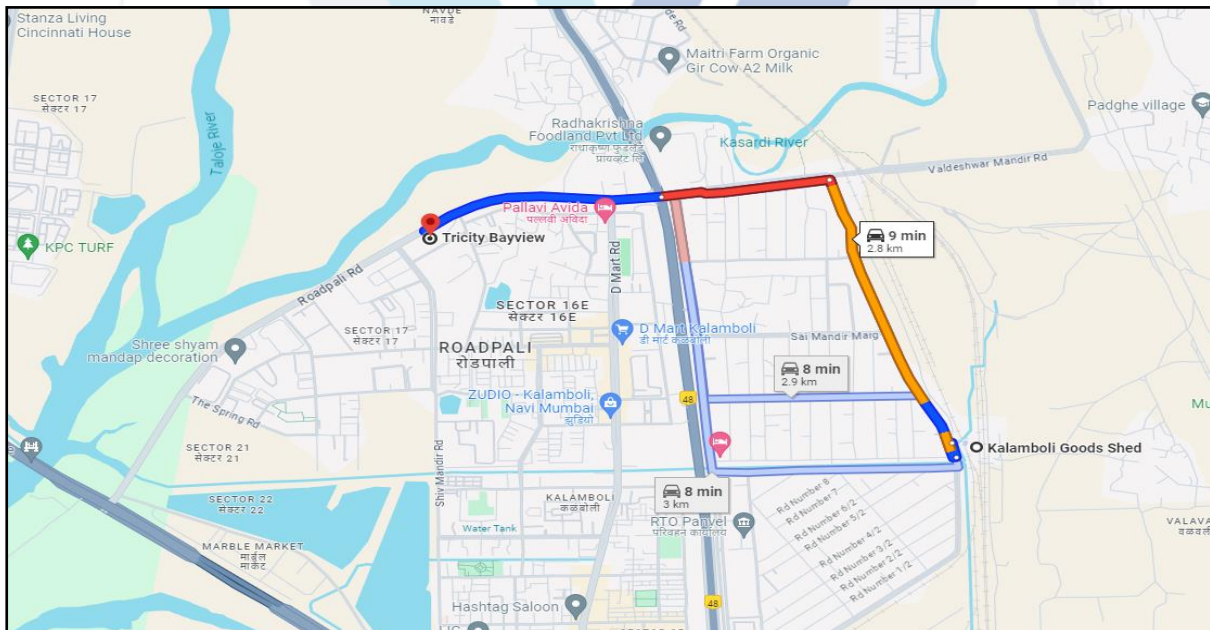 Stanza Living
Cincinnati House
NAVDE
नावडे
Maitri Farm Organic
Gir Cow A2 Milk
SECTOR 17
सेक्टर 17
Taloje River
Padghe village
Radhakrishna
Foodland Pvt Ltd
राधाकृष्ण फूडलँड
प्रायव्हेट लि
Kasardi River
Valdeshwar Mandir Rd
Pallavi Avida
पल्लवी अविदा
KPC TURF
Tricity Bayview
9 min
2.8 km
Roadpali Rd
D Mart Rd
SECTOR 16E
सेक्टर 16E
SECTOR 17
सेक्टर 17
D Mart Kalamboli
डी मार्ट कळंबोली
Sai Mandir Marg
Shree shyam
mandap decoration
ROADPALI
रोडपाली
8 min
2.9 km
ZUDIO - Kalamboli,
Navi Mumbai
झुडियो
48
The Spring Rd
SECTOR 21
सेक्टर 21
Shiv Mandir Rd
Kalamboli Goods Shed
8 min
3 km
SECTOR 22
सेक्टर 22
KALAMBOLI
कळंबोली
Rd Number 8
Rd Number 7
Rd Number 6/2
Rd Number 5/2
Rd Number 4/2
Rd Number 3/2
Rd Number 2/2
Rd Number 1/2
Water Tank
RTO Panvel
परिवहन कार्यालय
MARBLE MARKET
मार्बल
मार्केट
Hashtag Saloon
48